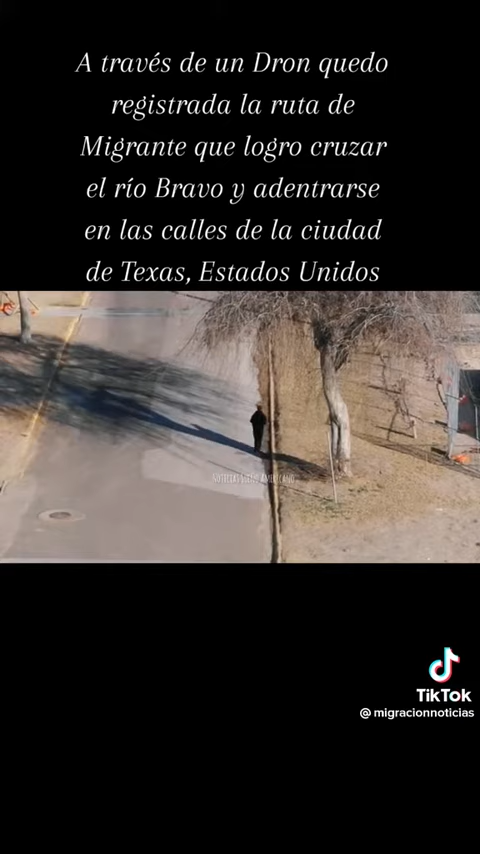 A través de un Dron quedo
registrada la ruta de
Migrante que logro cruzar
el río Bravo y adentrarse
en las calles de la ciudad
de Texas, Estados Unidos
TikTok
@ migracionnoticias